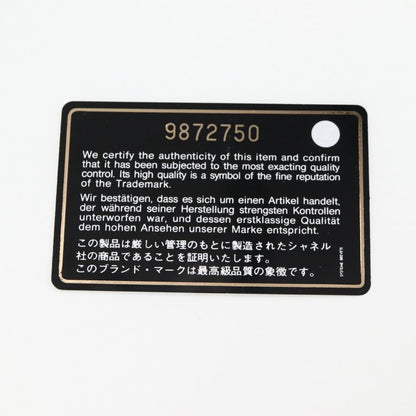 9872750
We certify the authenticity of this item and confirm
that it has been subjected to the most exacting quality
control. Its high quality is a symbol of the fine reputation
of the Trademark.
Wir bestätigen, dass es sich um einen Artikel handelt,
der während seiner Herstellung strengsten Kontrollen
unterworfen war, und dessen erstklassige Qualität
dem hohen Ansehen unserer Marke entspricht.
この製品は厳しい管理のもとに製造されたシャネル
社の商品であることを証明いたします。
このブランド・マークは最高級品質の象徴です。